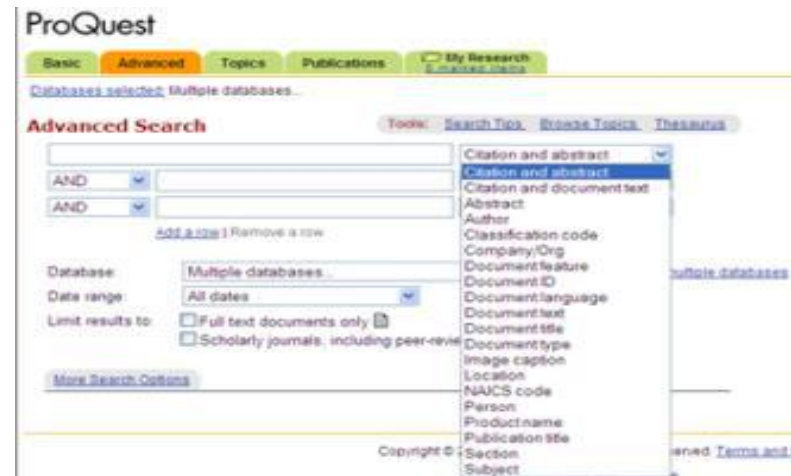 ProQuest
Basic Advanced Topics Publications My Research
0 marked items
Databases selected: Multiple databases...
Advanced Search Tools: Search Tips Browse Topics Thesaurus
Citation and abstract
AND
AND
Add a row | Remove a row
Database: Multiple databases... multiple databases
Date range: All dates
Limit results to: Full text documents only
Scholarly journals, including peer-revie
More Search Options
Citation and abstract
Citation and document text
Abstract
Author
Classification code
Company/Org
Document feature
Document ID
Document language
Document text
Document title
Document type
Image caption
Location
NAICS code
Person
Product name
Publication title
Section
Subject
Copyright © erved. Terms and